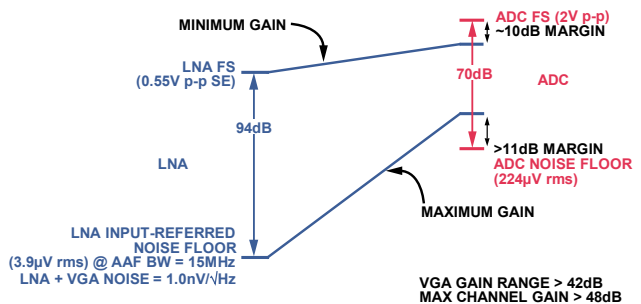 ADC FS (2V p-p)
~10dB MARGIN
MINIMUM GAIN
LNA FS
(0.55V p-p SE)
70dB
ADC
94dB
LNA
>11dB MARGIN
ADC NOISE FLOOR
(224µV rms)
MAXIMUM GAIN
LNA INPUT-REFERRED
NOISE FLOOR
(3.9µV rms) @ AAF BW = 15MHz
LNA + VGA NOISE = 1.0nV/√Hz
VGA GAIN RANGE > 42dB
MAX CHANNEL GAIN > 48dB